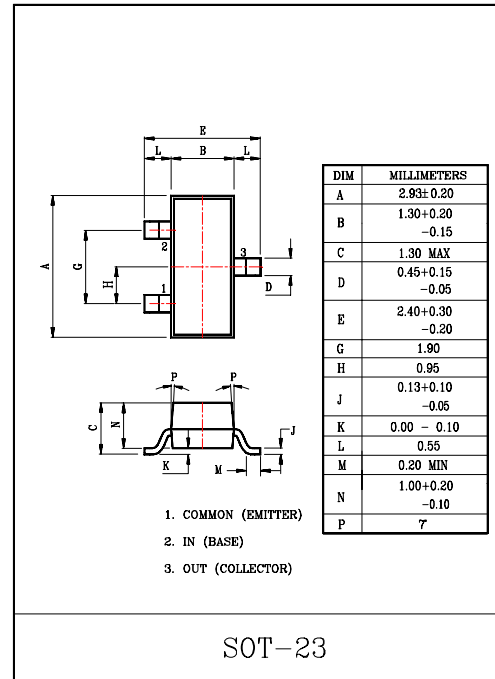 E
L B L
A
G
H
2
1
3
D
P P
C
N
K
M
J
DIM MILLIMETERS
A 2.93±0.20
B 1.30+0.20
-0.15
C 1.30 MAX
D 0.45+0.15
-0.05
E 2.40+0.30
-0.20
G 1.90
H 0.95
J 0.13+0.10
-0.05
K 0.00 - 0.10
L 0.55
M 0.20 MIN
N 1.00+0.20
-0.10
P 7°
1. COMMON (EMITTER)
2. IN (BASE)
3. OUT (COLLECTOR)
SOT-23